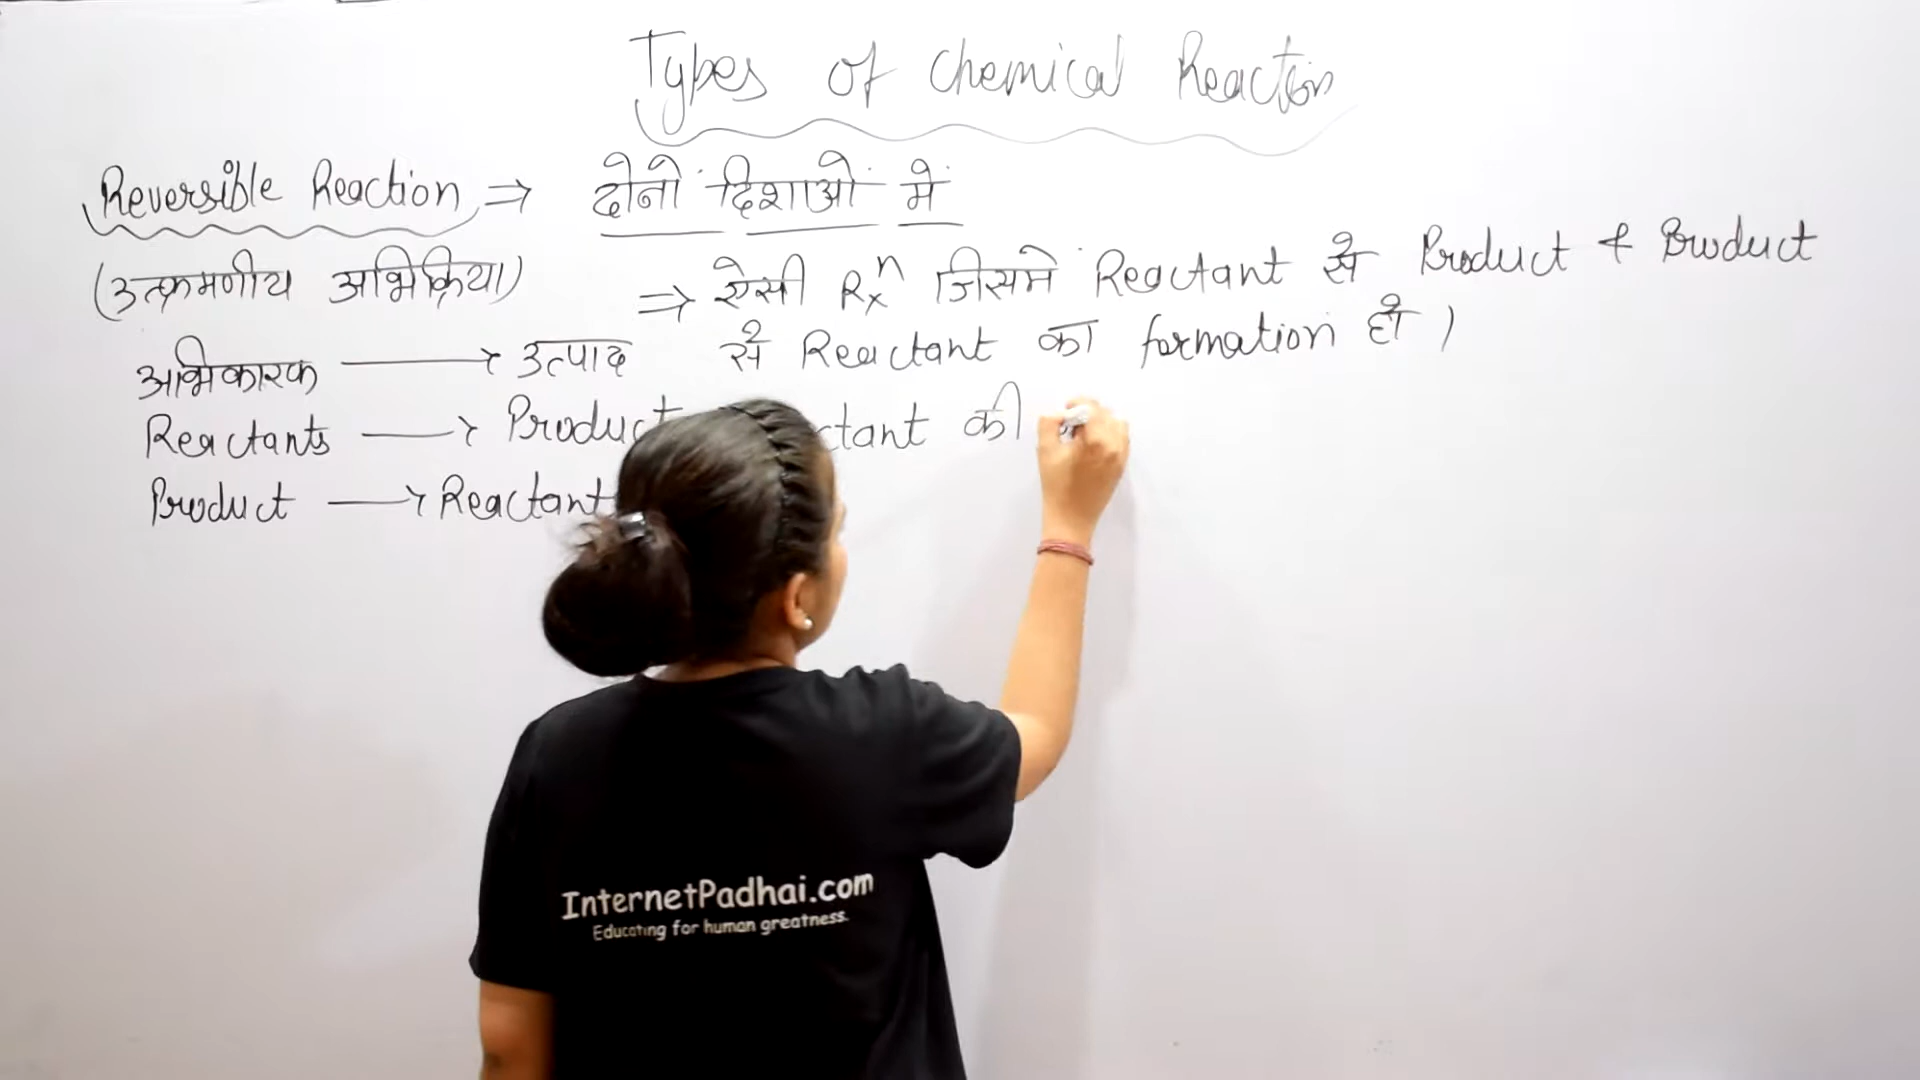 Types of Chemical Reaction
Reversible Reaction ⇒ दोनों दिशाओं में
(उत्क्रमणीय अभिक्रिया)
⇒ ऐसी Rxⁿ जिसमें Reactant से Product & Product
से Reactant का formation हो।
अभिकारक → उत्पाद
Reactants → Product
ctant की
Product → Reactant
InternetPadhai.com
Educating for human greatness.